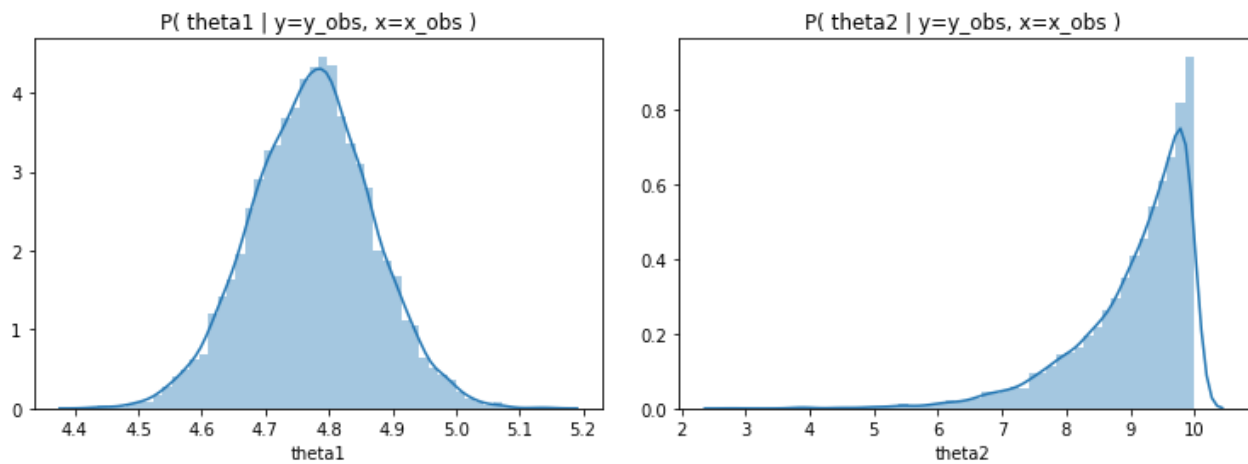 P( theta1 | y=y_obs, x=x_obs )
4
3
2
1
0
4.4 4.5 4.6 4.7 4.8 4.9 5.0 5.1 5.2
theta1
P( theta2 | y=y_obs, x=x_obs )
0.8
0.6
0.4
0.2
0.0
2 3 4 5 6 7 8 9 10
theta2